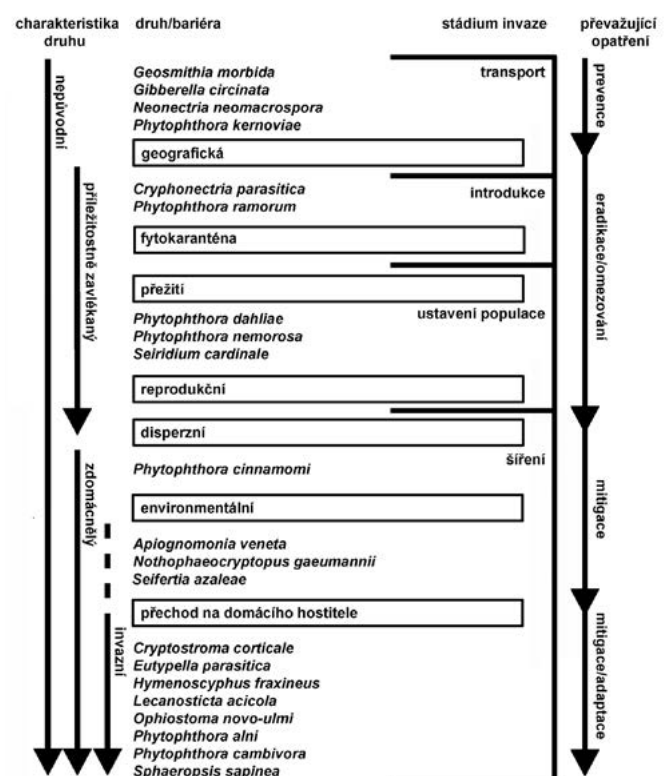 charakteristika
druhu
druh/bariéra
stádium invaze
převažující
opatření
nepůvodní
příležitostně zavlékaný
zdomácnělý
invazní
Geosmithia morbida
Gibberella circinata
Neonectria neomacrospora
Phytophthora kernoviae
geografická
Cryphonectria parasitica
Phytophthora ramorum
fytokaranténa
přežití
Phytophthora dahliae
Phytophthora nemorosa
Seiridium cardinale
reprodukční
disperzní
Phytophthora cinnamomi
environmentální
Apiognomonia veneta
Nothophaeocryptopus gaeumannii
Seifertia azaleae
přechod na domácího hostitele
Cryptostroma corticale
Eutypella parasitica
Hymenoscyphus fraxineus
Lecanosticta acicola
Ophiostoma novo-ulmi
Phytophthora alni
Phytophthora cambivora
Sphaeropsis sapinea
transport
introdukce
ustavení populace
šíření
prevence
eradikace/omezování
mitigace
mitigace/adaptace